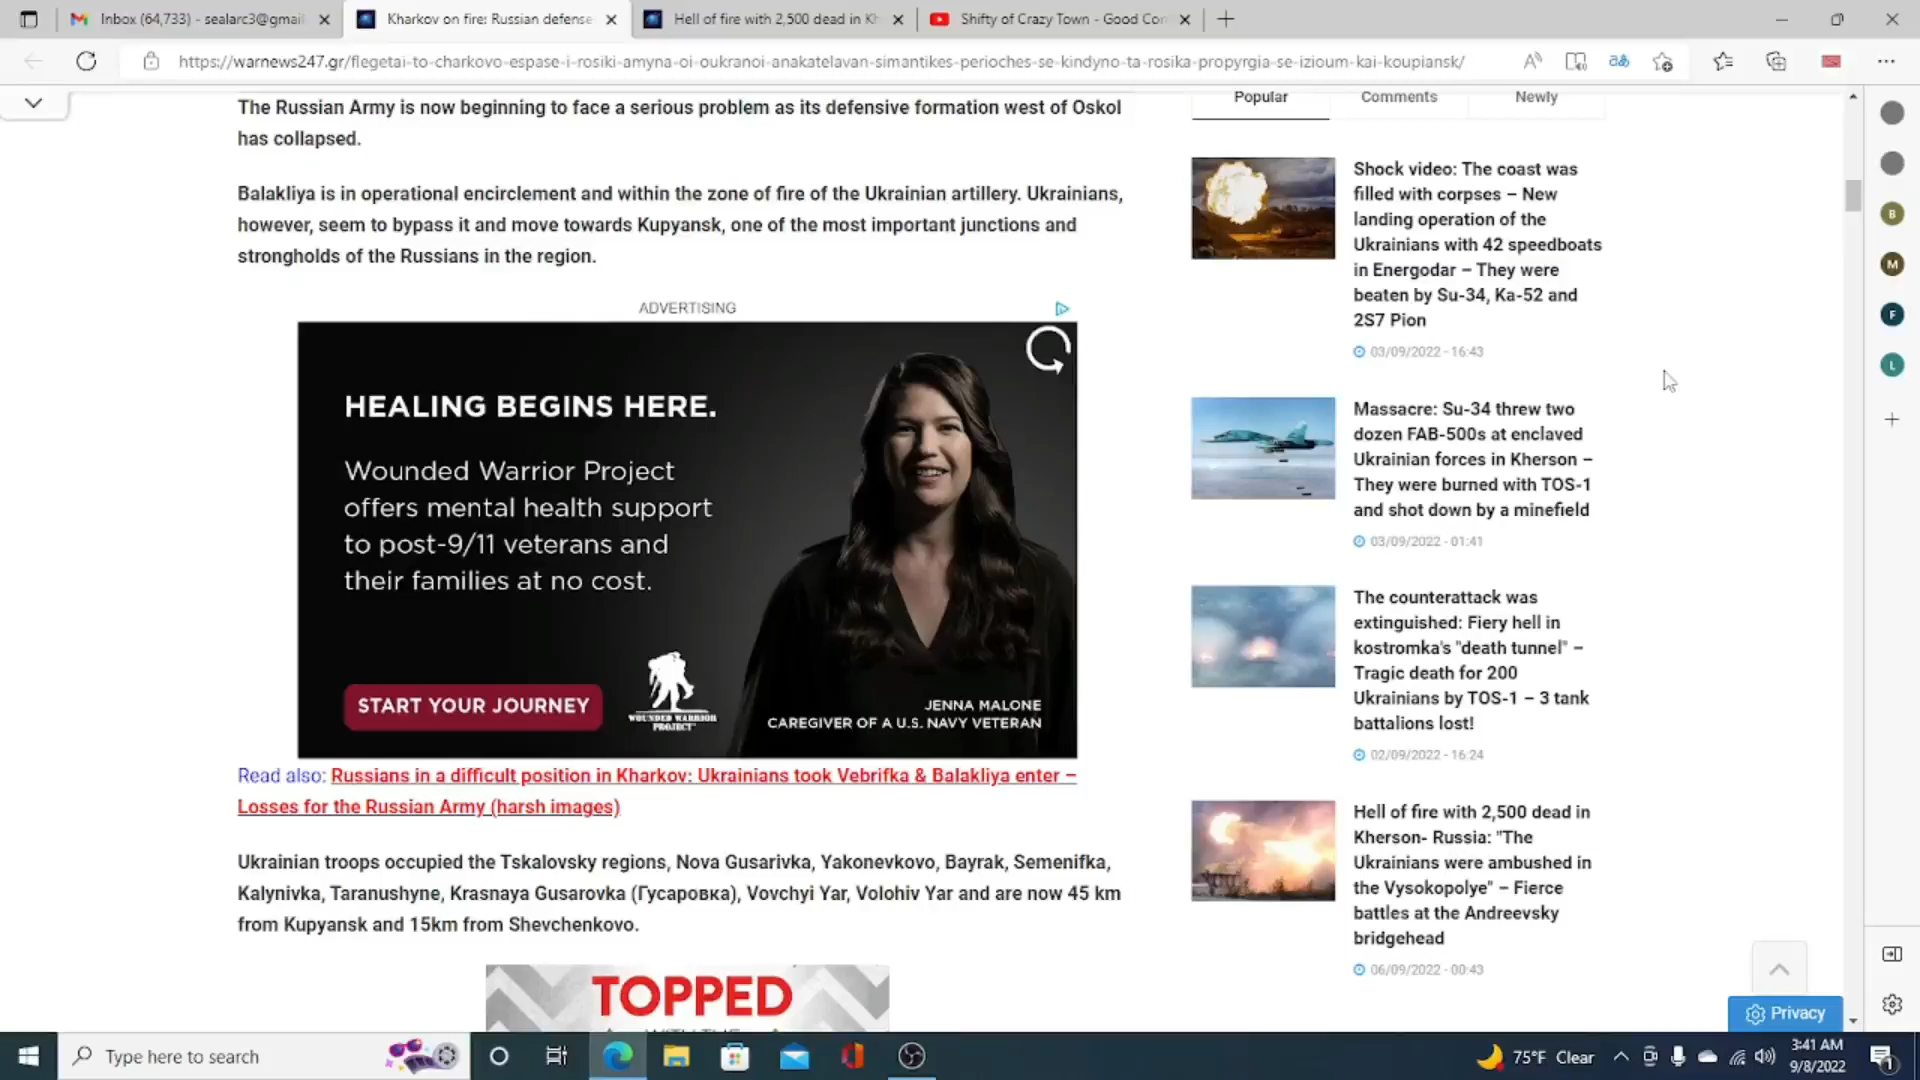 Inbox (64,733) - sealarc3@gmail
Kharkov on fire: Russian defense
Hell of fire with 2,500 dead in Kh
Shifty of Crazy Town - Good Con
https://warnews247.gr/flegetai-to-charkovo-espase-i-rosiki-amyna-oi-oukranoi-anakatelavan-simantikes-perioches-se-kindyno-ta-rosika-propyrgia-se-izioum-kai-koupiansk/
The Russian Army is now beginning to face a serious problem as its defensive formation west of Oskol
has collapsed.
Balakliya is in operational encirclement and within the zone of fire of the Ukrainian artillery. Ukrainians,
however, seem to bypass it and move towards Kupyansk, one of the most important junctions and
strongholds of the Russians in the region.
ADVERTISING
HEALING BEGINS HERE.
Wounded Warrior Project
offers mental health support
to post-9/11 veterans and
their families at no cost.
START YOUR JOURNEY
WOUNDED WARRIOR
PROJECT
JENNA MALONE
CAREGIVER OF A U.S. NAVY VETERAN
Read also: Russians in a difficult position in Kharkov: Ukrainians took Vebrifka & Balakliya enter –
Losses for the Russian Army (harsh images)
Ukrainian troops occupied the Tskalovsky regions, Nova Gusarivka, Yakonevkovo, Bayrak, Semenifka,
Kalynivka, Taranushyne, Krasnaya Gusarovka (Гусаровка), Vovchyi Yar, Volohiv Yar and are now 45 km
from Kupyansk and 15km from Shevchenkovo.
TOPPED
Popular
Comments
Newly
Shock video: The coast was
filled with corpses – New
landing operation of the
Ukrainians with 42 speedboats
in Energodar – They were
beaten by Su-34, Ka-52 and
2S7 Pion
03/09/2022 - 16:43
Massacre: Su-34 threw two
dozen FAB-500s at enclaved
Ukrainian forces in Kherson –
They were burned with TOS-1
and shot down by a minefield
03/09/2022 - 01:41
The counterattack was
extinguished: Fiery hell in
kostromka's "death tunnel" –
Tragic death for 200
Ukrainians by TOS-1 – 3 tank
battalions lost!
02/09/2022 - 16:24
Hell of fire with 2,500 dead in
Kherson- Russia: "The
Ukrainians were ambushed in
the Vysokopolye" – Fierce
battles at the Andreevsky
bridgehead
06/09/2022 - 00:43
Privacy
B
M
F
L
Type here to search
75°F Clear
3:41 AM
9/8/2022
1